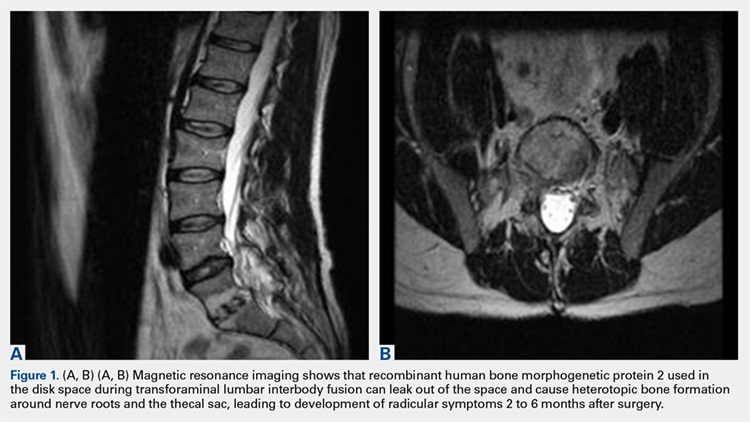 A
B
Figure 1. (A, B) (A, B) Magnetic resonance imaging shows that recombinant human bone morphogenetic protein 2 used in
the disk space during transforaminal lumbar interbody fusion can leak out of the space and cause heterotopic bone formation
around nerve roots and the thecal sac, leading to development of radicular symptoms 2 to 6 months after surgery.